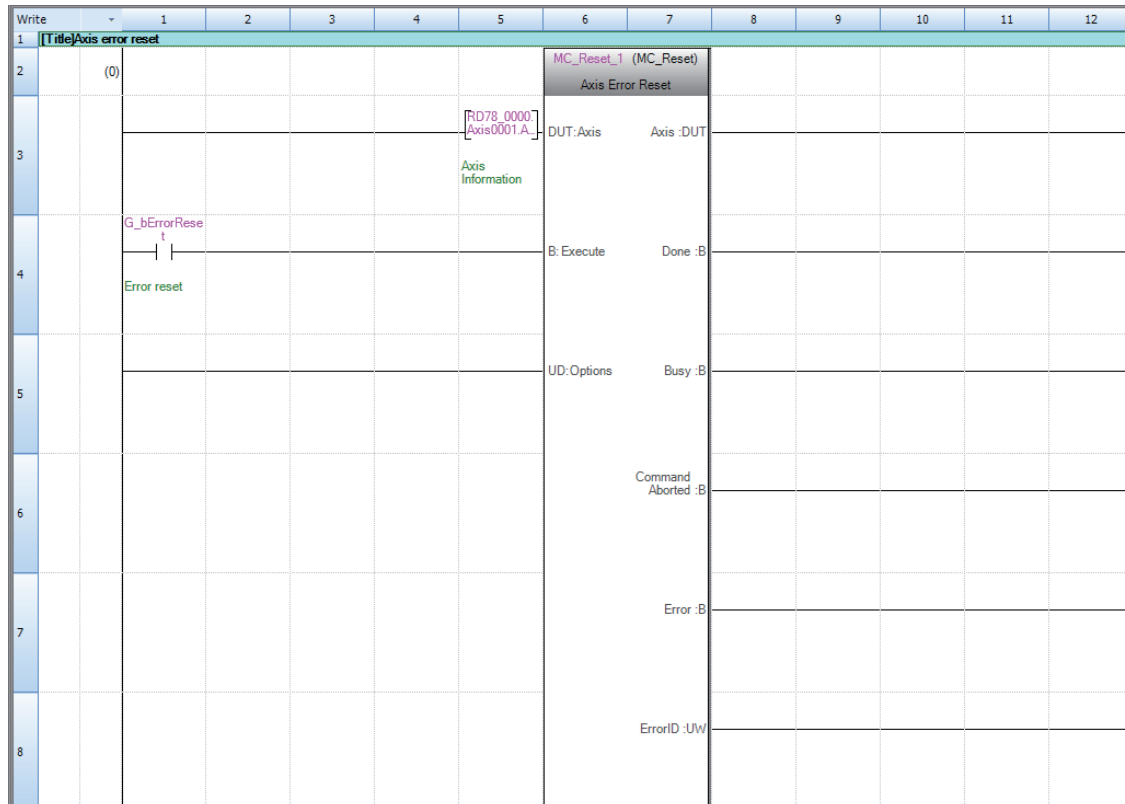 Write 1 2 3 4 5 6 7 8 9 10 11 12
1 [Title]Axis error reset
2 (0) MC_Reset_1 (MC_Reset)
Axis Error Reset
3
RD78_0000.
Axis0001.A...
DUT:Axis Axis :DUT
Axis
Information
4
G_bErrorRese
t
B: Execute Done :B
Error reset
5
UD:Options Busy :B
6
Command
Aborted :B
7
Error :B
8
ErrorID :UW